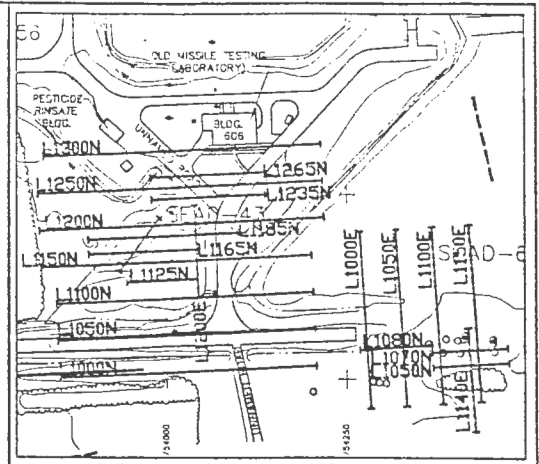 56
OLD MISSILE TESTING
LABORATORY)
PESTICIDE
RINSATE
BLDG.
BLDG.
606
L1300N
L1265N
L1250N
L1235N
L1200N
SEAD-43
L1185N
L1165N
L1150N
L1125N
L1100N
L1050N
L1000N
L1000E
L1050E
L1100E
L1150E
L1080N
L1070N
L1050N
L1140E
754000
754250